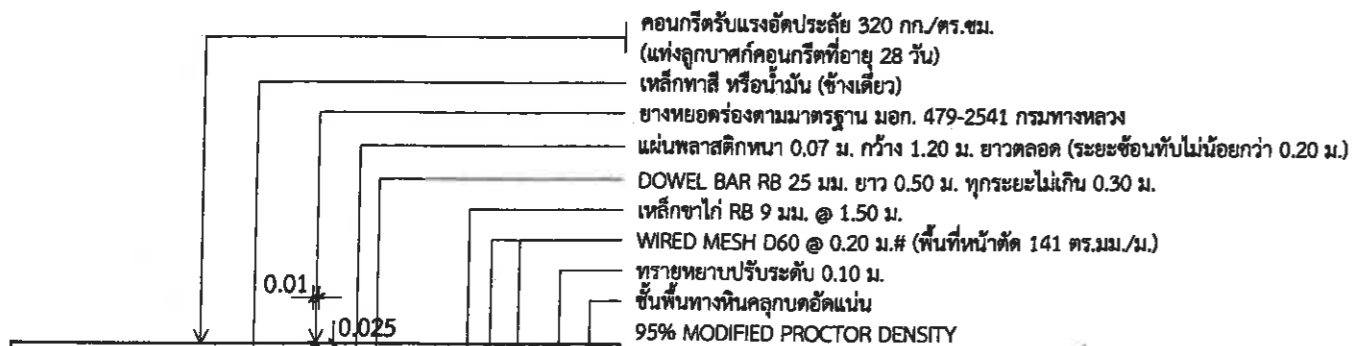 คอนกรีตรับแรงอัดประลัย 320 กก./ตร.ซม.
(แท่งลูกบาศก์คอนกรีตที่อายุ 28 วัน)
เหล็กทาสี หรือน้ำมัน (ข้างเดียว)
ยางหยอดร่องตามมาตรฐาน มอก. 479-2541 กรมทางหลวง
แผ่นพลาสติกหนา 0.07 ม. กว้าง 1.20 ม. ยาวตลอด (ระยะซ้อนทับไม่น้อยกว่า 0.20 ม.)
DOWEL BAR RB 25 มม. ยาว 0.50 ม. ทุกระยะไม่เกิน 0.30 ม.
เหล็กขาไก่ RB 9 มม. @ 1.50 ม.
WIRED MESH D60 @ 0.20 ม.# (พื้นที่หน้าตัด 141 ตร.มม./ม.)
ทรายหยาบปรับระดับ 0.10 ม.
ชั้นพื้นทางหินคลุกบดอัดแน่น
95% MODIFIED PROCTOR DENSITY
0.01
0.025